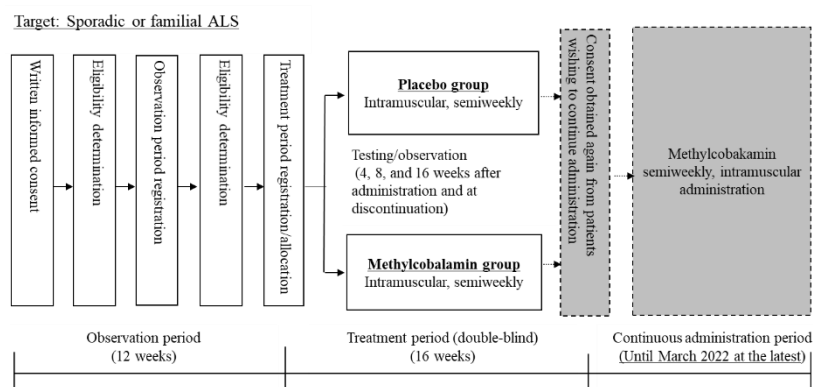 Target: Sporadic or familial ALS
Written informed consent
Eligibility determination
Observation period
registration
Eligibility determination
Treatment period
registration/allocation
Placebo group
Intramuscular, semiweekly
Testing/observation
(4, 8, and 16 weeks after
administration and at
discontinuation)
Methylcobalamin group
Intramuscular, semiweekly
Consent obtained again from patients
wishing to continue administration
Methylcobakamin
semiweekly, intramuscular
administration
Observation period
(12 weeks)
Treatment period (double-blind)
(16 weeks)
Continuous administration period
(Until March 2022 at the latest)